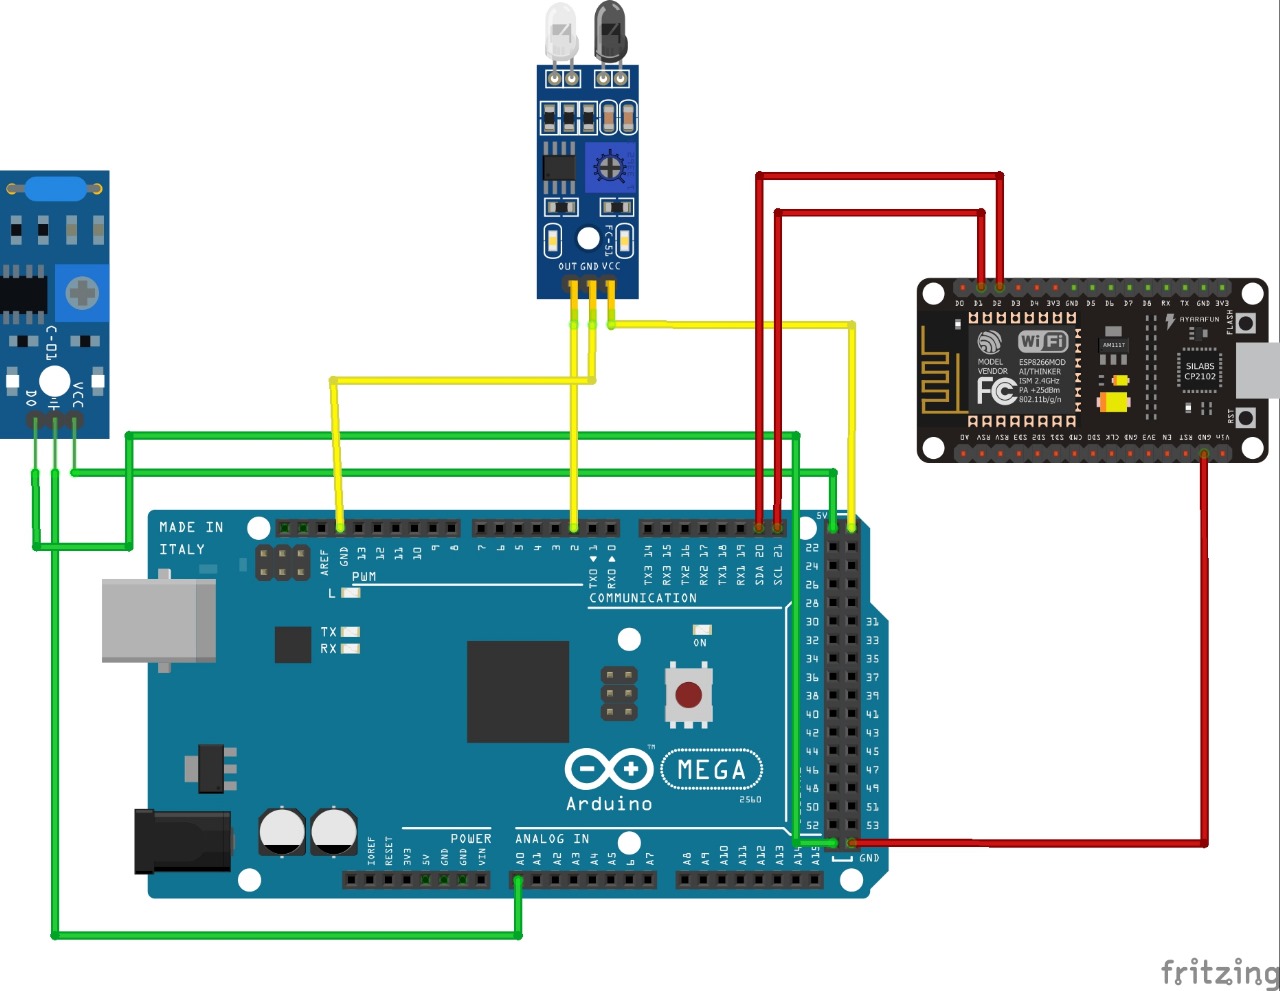 OUT GND VCC
FC-51
C-01
DO
VCC
D0 D1 D2 D3 D4 3V3 GND D5 D6 D7 D8 RX TX GND 3V3
AYARAFUN
FLASH
MODEL
VENDOR
WiFi
ESP8266MOD
AI/THINKER
ISM 2.4GHz
PA +25dBm
802.11b/g/n
FC
AM1117
SILABS
CP2102
RST
A0 RSV RSV SD3 SD2 SD1 CMD SD0 CLK GND 3V3 EN RST GND Vin
MADE IN
ITALY
AREF GND 13 12 11 10 9 8
7 6 5 4 3 2 TX0 1 RX0 0
TX3 14 RX3 15 TX2 16 RX2 17 TX1 18 RX1 19 SDA 20 SCL 21
5V
PWM
COMMUNICATION
L
TX
RX
ON
22
24
26
28
30 31
32 33
34 35
36 37
38 39
40 41
42 43
44 45
46 47
48 49
50 51
52 53
GND
MEGA
TM
2560
Arduino
POWER
ANALOG IN
IOREF RESET 3V3 5V GND GND VIN
A0 A1 A2 A3 A4 A5 6 A7
A8 A9 A10 A11 A12 A13 A14 A15
fritzing